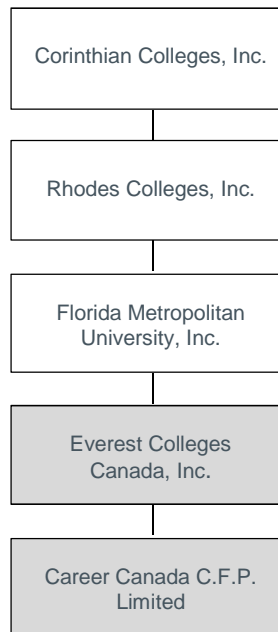 Corinthian Colleges, Inc.
Rhodes Colleges, Inc.
Florida Metropolitan
University, Inc.
Everest Colleges
Canada, Inc.
Career Canada C.F.P.
Limited